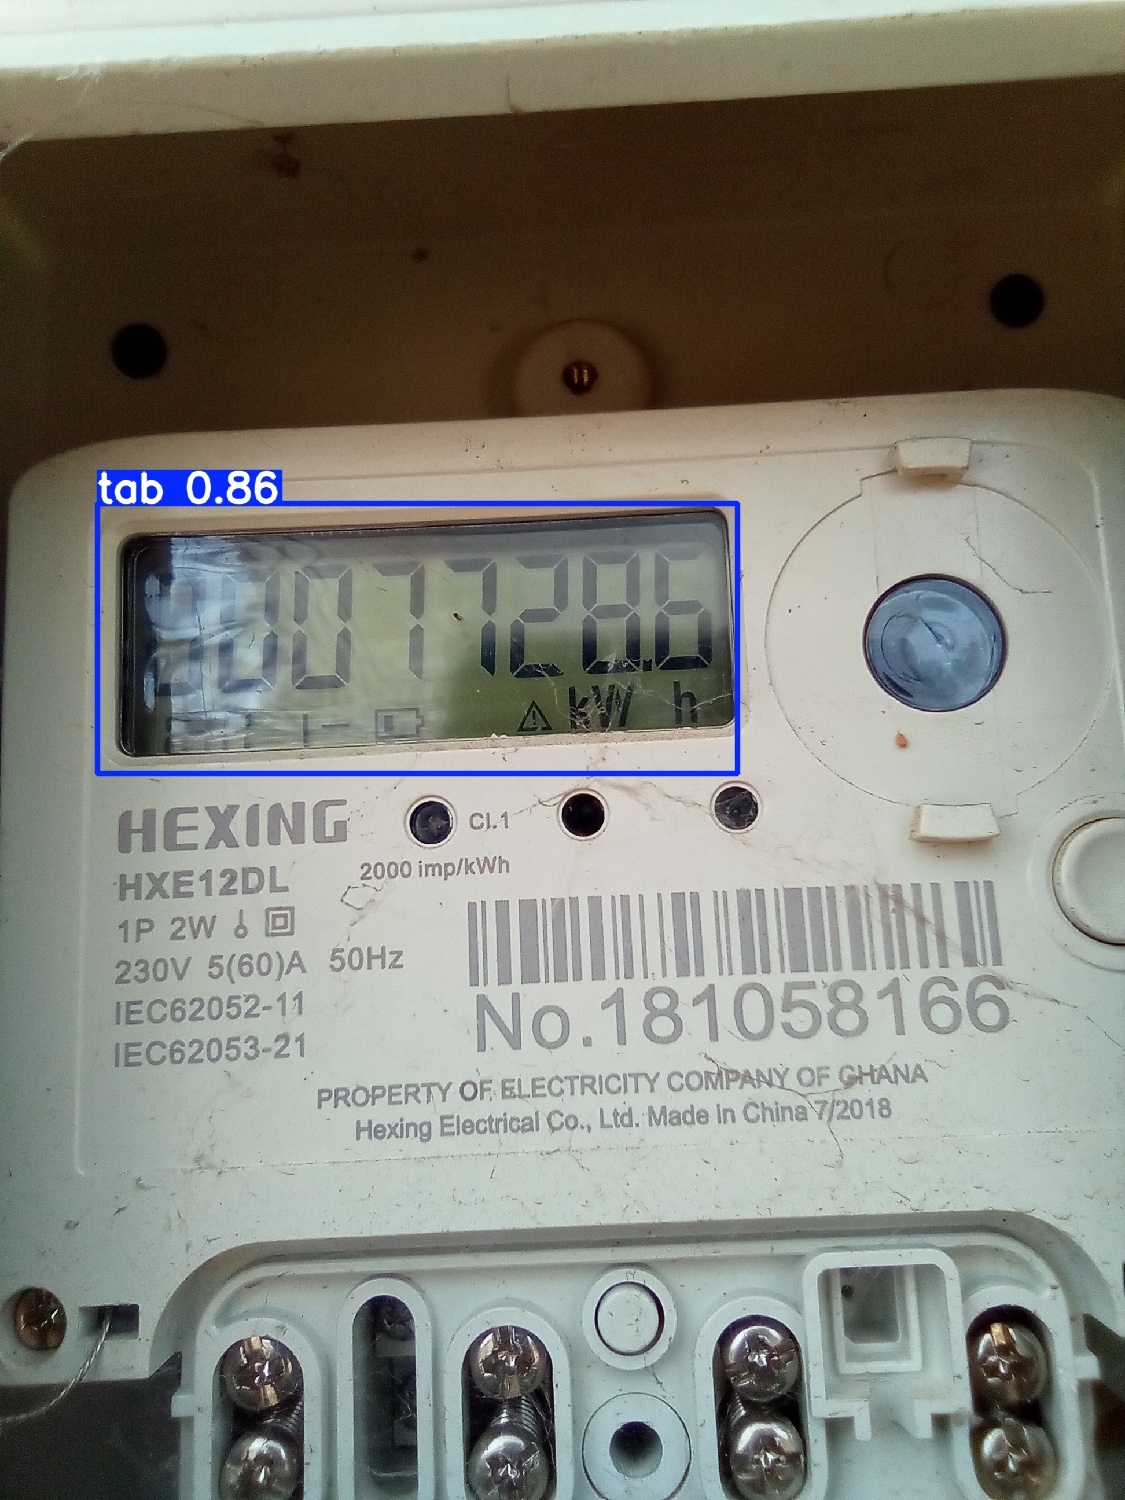 tab 0.86
0007728.6
kW h
HEXING
Cl.1
HXE12DL
2000 imp/kWh
1P 2W
230V 5(60)A 50Hz
IEC62052-11
IEC62053-21
No.181058166
PROPERTY OF ELECTRICITY COMPANY OF GHANA
Hexing Electrical Co., Ltd. Made in China 7/2018